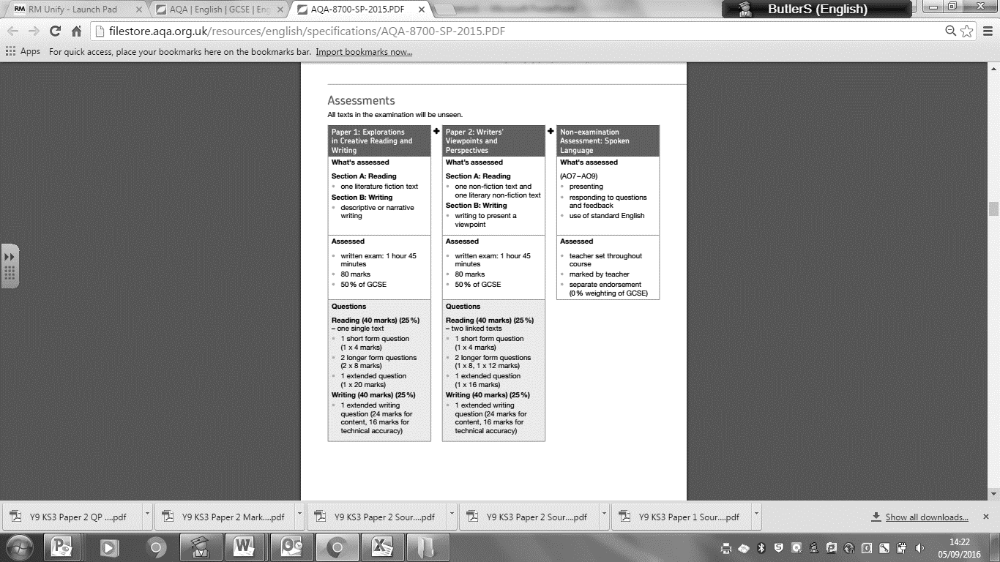 RM Unify - Launch Pad
AQA | English | GCSE | Eng
AQA-8700-SP-2015.PDF
ButlerS (English)
filestore.aqa.org.uk/resources/english/specifications/AQA-8700-SP-2015.PDF
Apps For quick access, place your bookmarks here on the bookmarks bar. Import bookmarks now...
Assessments
All texts in the examination will be unseen.
Paper 1: Explorations
in Creative Reading and
Writing
What's assessed
Section A: Reading
one literature fiction text
Section B: Writing
descriptive or narrative
writing
Assessed
written exam: 1 hour 45
minutes
80 marks
50 % of GCSE
Questions
Reading (40 marks) (25 %)
– one single text
1 short form question
(1 x 4 marks)
2 longer form questions
(2 x 8 marks)
1 extended question
(1 x 20 marks)
Writing (40 marks) (25 %)
1 extended writing
question (24 marks for
content, 16 marks for
technical accuracy)
+
Paper 2: Writers'
Viewpoints and
Perspectives
What's assessed
Section A: Reading
one non-fiction text and
one literary non-fiction text
Section B: Writing
writing to present a
viewpoint
Assessed
written exam: 1 hour 45
minutes
80 marks
50 % of GCSE
Questions
Reading (40 marks) (25 %)
– two linked texts
1 short form question
(1 x 4 marks)
2 longer form questions
(1 x 8, 1 x 12 marks)
1 extended question
(1 x 16 marks)
Writing (40 marks) (25 %)
1 extended writing
question (24 marks for
content, 16 marks for
technical accuracy)
+
Non-examination
Assessment: Spoken
Language
What's assessed
(AO7–AO9)
presenting
responding to questions
and feedback
use of standard English
Assessed
teacher set throughout
course
marked by teacher
separate endorsement
(0 % weighting of GCSE)
Y9 KS3 Paper 2 QP ....pdf
Y9 KS3 Paper 2 Mark....pdf
Y9 KS3 Paper 2 Sour....pdf
Y9 KS3 Paper 2 Sour....pdf
Y9 KS3 Paper 1 Sour....pdf
Show all downloads...
14:22
05/09/2016